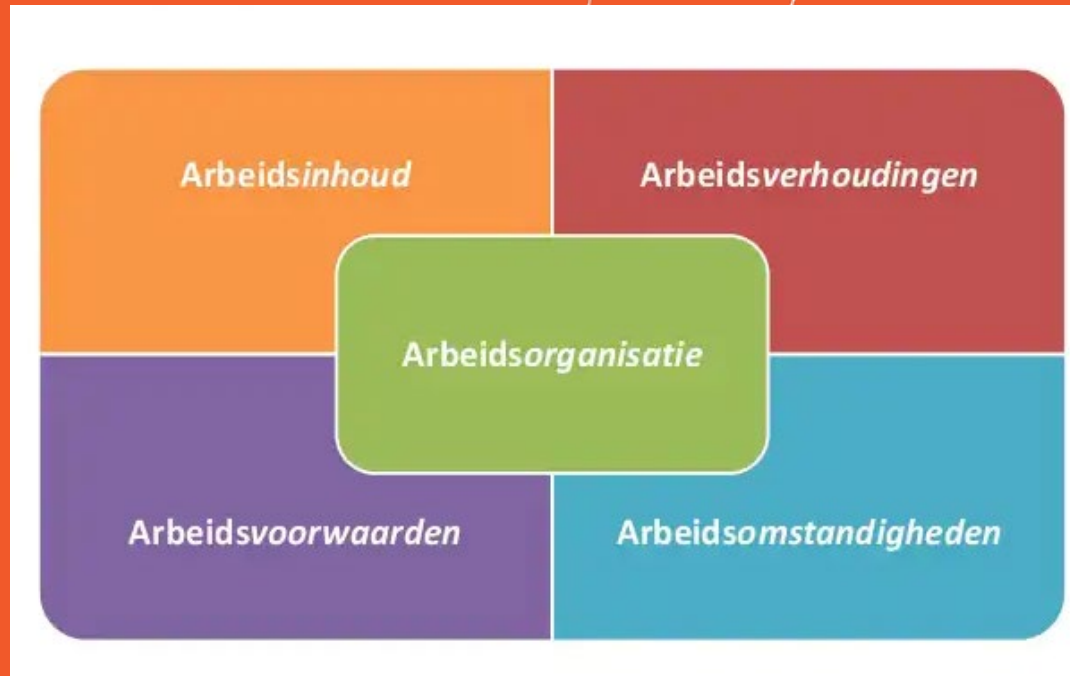 Arbeidsinhoud
Arbeidsverhoudingen
Arbeidsorganisatie
Arbeidsvoorwaarden
Arbeidsomstandigheden